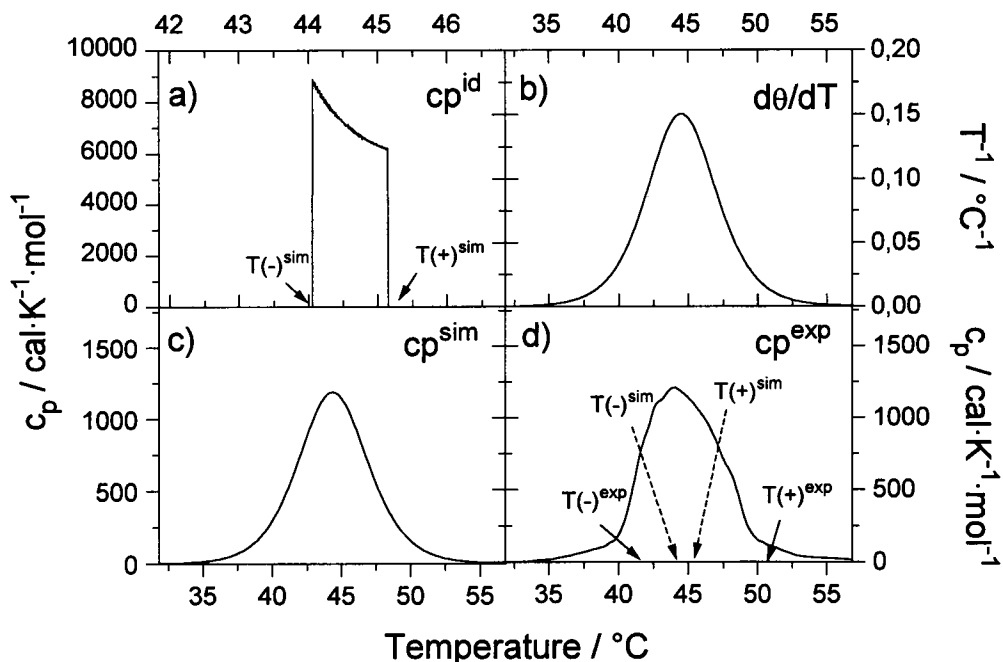 42 43 44 45 46 35 40 45 50 55
10000 0,20
a) cp^id b) dθ/dT
8000 0,15
6000
4000 0,10
T(-)^sim T(+)^sim
2000 0,05
0 0,00
c_p / cal·K^-1·mol^-1
T^-1 / °C^-1
c) cp^sim d) cp^exp
1500 1500
T(-)^sim T(+)^sim
1000 1000
500 T(-)^exp T(+)^exp 500
0 0
c_p / cal·K^-1·mol^-1
35 40 45 50 35 40 45 50 55
Temperature / °C